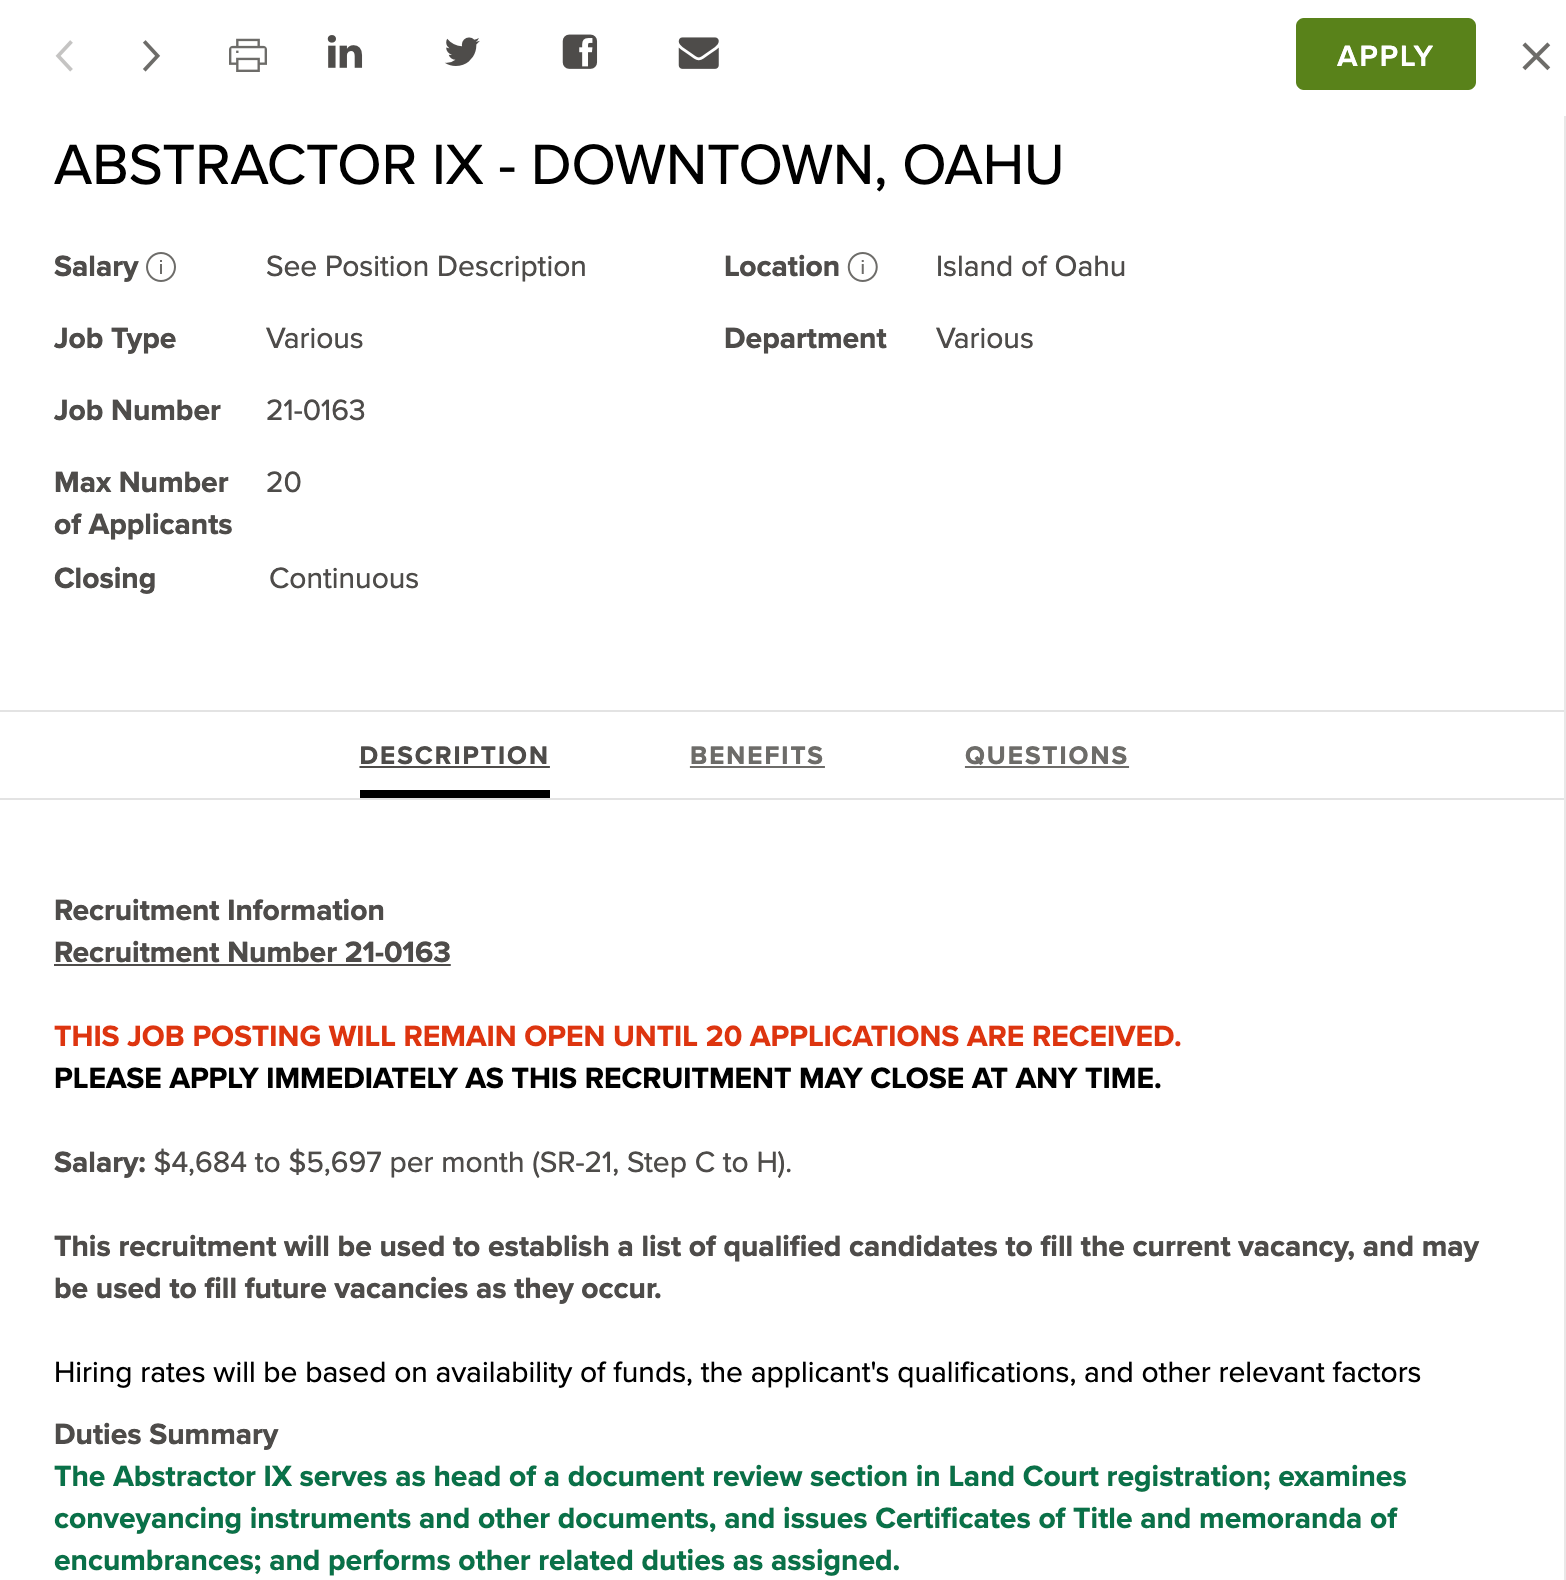 in
f
APPLY
ABSTRACTOR IX - DOWNTOWN, OAHU
Salary i See Position Description Location i Island of Oahu
Job Type Various Department Various
Job Number 21-0163
Max Number 20
of Applicants
Closing Continuous
DESCRIPTION BENEFITS QUESTIONS
Recruitment Information
Recruitment Number 21-0163
THIS JOB POSTING WILL REMAIN OPEN UNTIL 20 APPLICATIONS ARE RECEIVED.
PLEASE APPLY IMMEDIATELY AS THIS RECRUITMENT MAY CLOSE AT ANY TIME.
Salary: $4,684 to $5,697 per month (SR-21, Step C to H).
This recruitment will be used to establish a list of qualified candidates to fill the current vacancy, and may
be used to fill future vacancies as they occur.
Hiring rates will be based on availability of funds, the applicant's qualifications, and other relevant factors
Duties Summary
The Abstractor IX serves as head of a document review section in Land Court registration; examines
conveyancing instruments and other documents, and issues Certificates of Title and memoranda of
encumbrances; and performs other related duties as assigned.